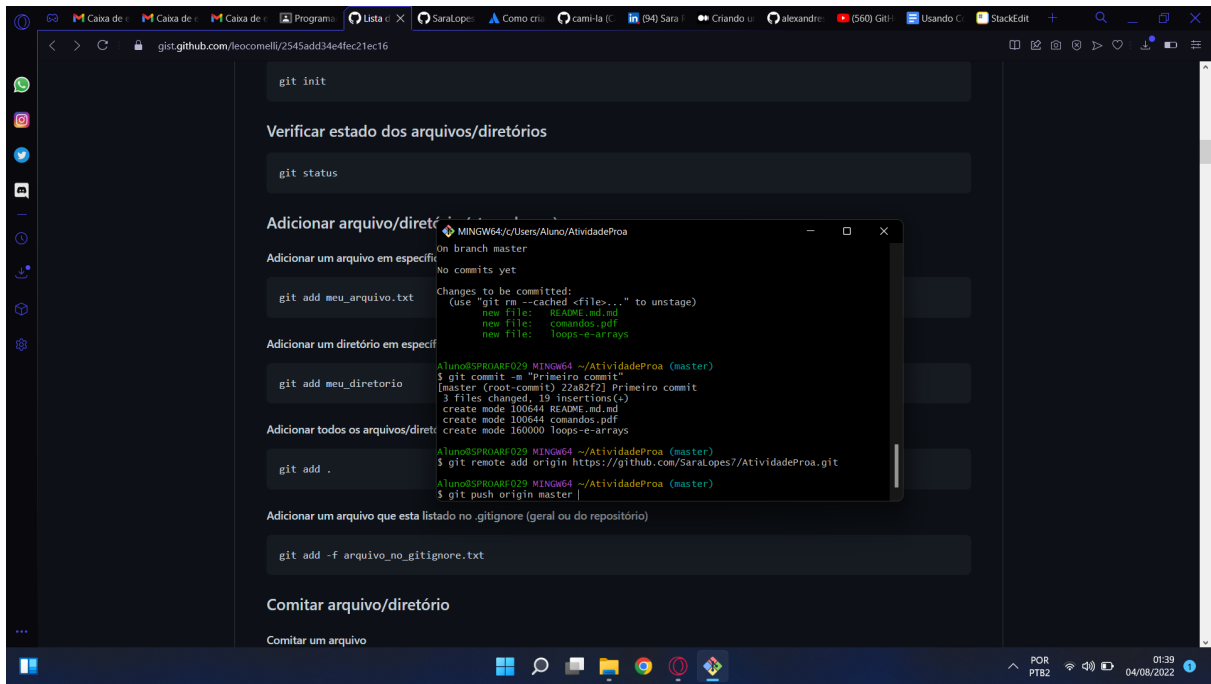 Caixa de e
Caixa de e
Caixa de e
Programa
Lista d
SaraLopes
Como cria
cami-la (C
(94) Sara
Criando u
alexandre
(560) GitH
Usando C
StackEdit
gist.github.com/leocomelli/2545add34e4fec21ec16
git init
Verificar estado dos arquivos/diretórios
git status
Adicionar arquivo/diret
Adicionar um arquivo em específic
git add meu_arquivo.txt
Adicionar um diretório em específ
git add meu_diretorio
Adicionar todos os arquivos/direto
git add .
Adicionar um arquivo que esta listado no .gitignore (geral ou do repositório)
git add -f arquivo_no_gitignore.txt
Comitar arquivo/diretório
Comitar um arquivo
MINGW64:/c/Users/Aluno/AtividadeProa
On branch master
No commits yet
Changes to be committed:
(use "git rm --cached <file>..." to unstage)
new file: README.md.md
new file: comandos.pdf
new file: loops-e-arrays
Aluno@SPROARF029 MINGW64 ~/AtividadeProa (master)
$ git commit -m "Primeiro commit"
[master (root-commit) 22a82f2] Primeiro commit
3 files changed, 19 insertions(+)
create mode 100644 README.md.md
create mode 100644 comandos.pdf
create mode 160000 loops-e-arrays
Aluno@SPROARF029 MINGW64 ~/AtividadeProa (master)
$ git remote add origin https://github.com/SaraLopes7/AtividadeProa.git
Aluno@SPROARF029 MINGW64 ~/AtividadeProa (master)
$ git push origin master
POR
PTB2
01:39
04/08/2022
1